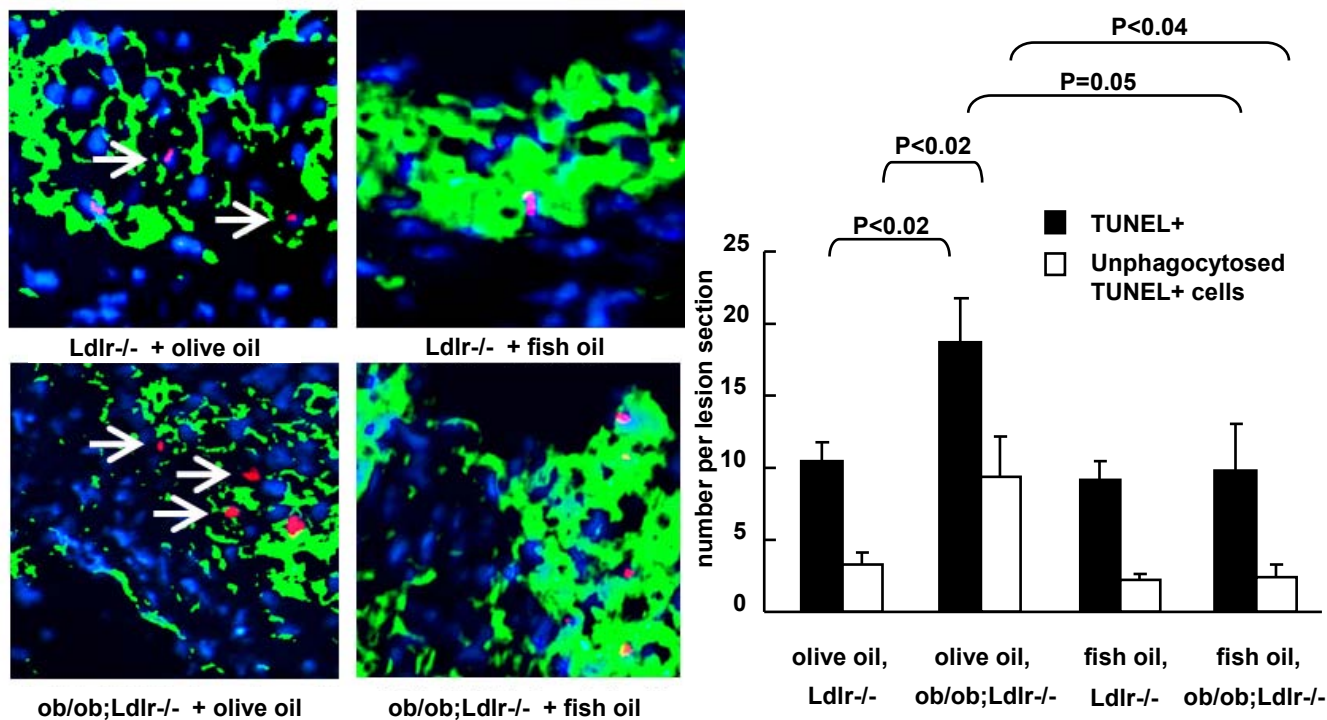 Ldlr-/- + olive oil
Ldlr-/- + fish oil
ob/ob;Ldlr-/- + olive oil
ob/ob;Ldlr-/- + fish oil
P<0.04
P=0.05
P<0.02
P<0.02
TUNEL+
Unphagocytosed
TUNEL+ cells
number per lesion section
25
20
15
10
5
0
olive oil,
Ldlr-/-
olive oil,
ob/ob;Ldlr-/-
fish oil,
Ldlr-/-
fish oil,
ob/ob;Ldlr-/-